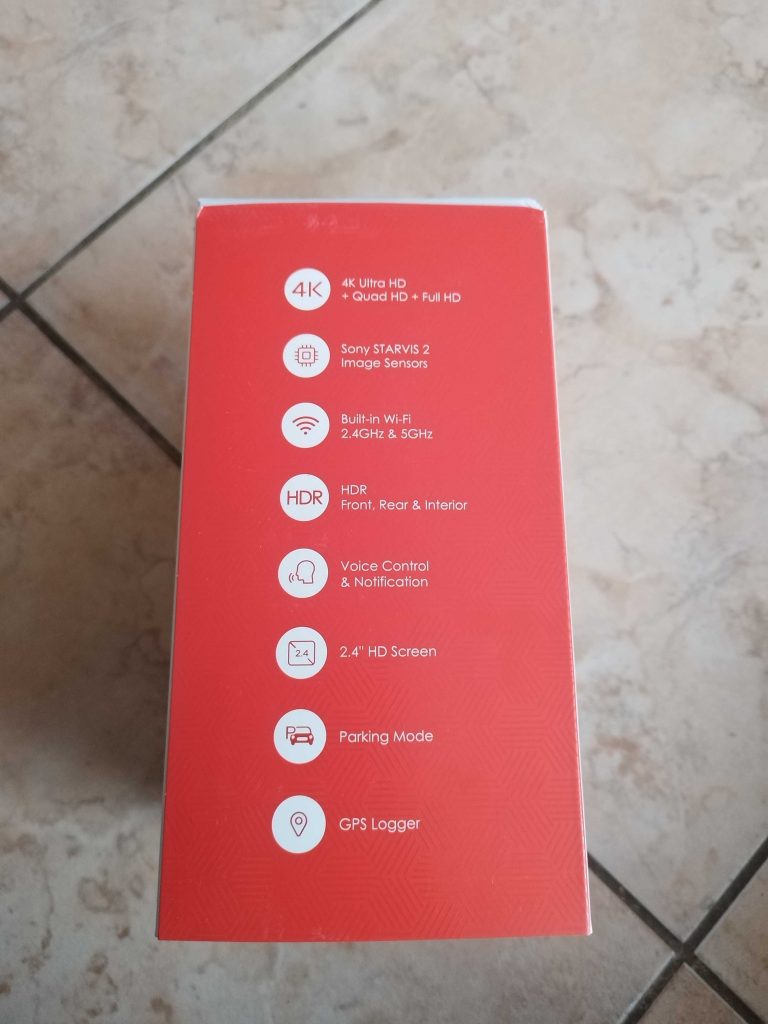 4K
4K Ultra HD
+ Quad HD + Full HD
Sony STARVIS 2
Image Sensors
Built-in Wi-Fi
2.4GHz & 5GHz
HDR
HDR
Front, Rear & Interior
Voice Control
& Notification
2.4
2.4" HD Screen
P
Parking Mode
GPS Logger